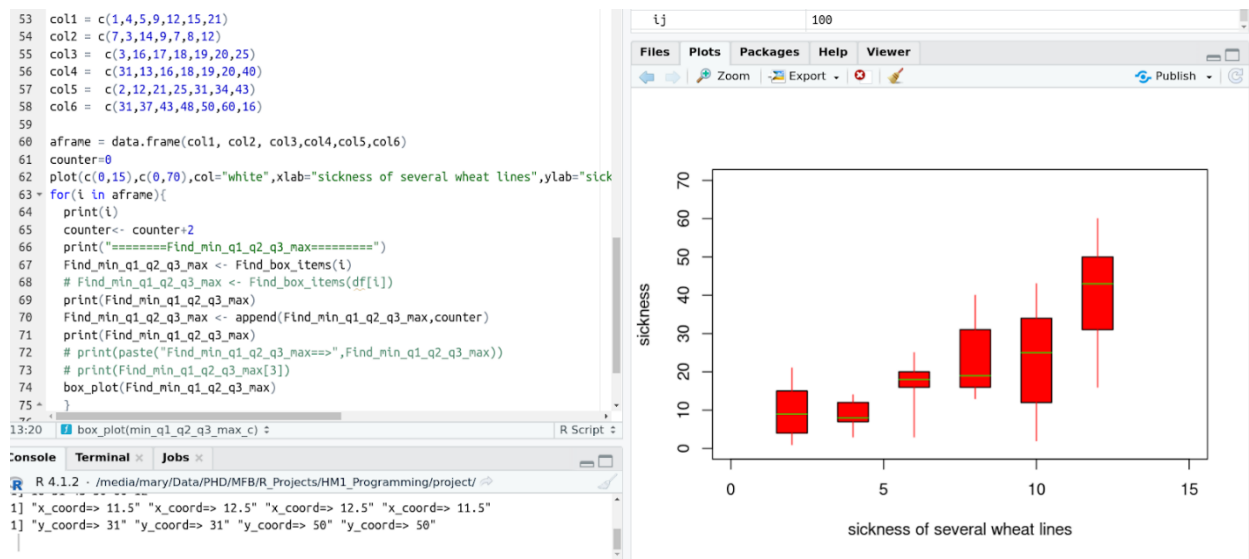 53 col1 = c(1,4,5,9,12,15,21)
54 col2 = c(7,3,14,9,7,8,12)
55 col3 =  c(3,16,17,18,19,20,25)
56 col4 = c(31,13,16,18,19,20,40)
57 col5 =  c(2,12,21,25,31,34,43)
58 col6 =  c(31,37,43,48,50,60,16)
59
60 aframe = data.frame(col1, col2, col3,col4,col5,col6)
61 counter=0
62 plot(c(0,15),c(0,70),col="white",xlab="sickness of several wheat lines",ylab="sick
63 for(i in aframe){
64 print(i)
65 counter<- counter+2
66 print("========Find_min_q1_q2_q3_max=========")
67 Find_min_q1_q2_q3_max <- Find_box_items(i)
68 # Find_min_q1_q2_q3_max <- Find_box_items(df[i])
69 print(Find_min_q1_q2_q3_max)
70 Find_min_q1_q2_q3_max <- append(Find_min_q1_q2_q3_max,counter)
71 print(Find_min_q1_q2_q3_max)
72 # print(paste("Find_min_q1_q2_q3_max==>",Find_min_q1_q2_q3_max))
73 # print(Find_min_q1_q2_q3_max[3])
74 box_plot(Find_min_q1_q2_q3_max)
75 }
13:20 box_plot(min_q1_q2_q3_max_c) R Script
Console Terminal Jobs
R 4.1.2 · /media/mary/Data/PHD/MFB/R_Projects/HM1_Programming/project/
1] "x_coord=> 11.5" "x_coord=> 12.5" "x_coord=> 12.5" "x_coord=> 11.5"
1] "y_coord=> 31" "y_coord=> 31" "y_coord=> 50" "y_coord=> 50"
ij 100
Files Plots Packages Help Viewer
Zoom Export Publish
70
60
50
40
30
20
10
0
sickness
0 5 10 15
sickness of several wheat lines